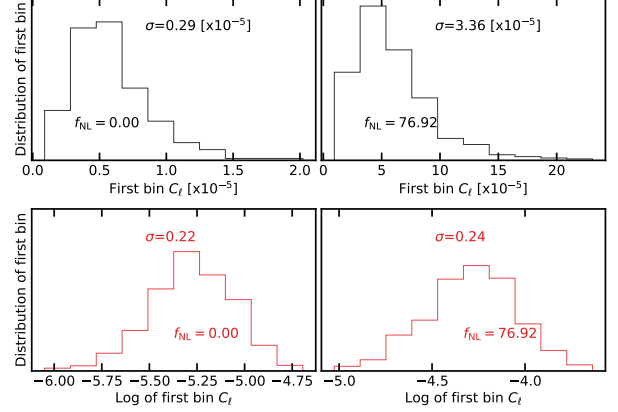 Distribution of first bin
σ=0.29 [x10⁻⁵]
f_NL = 0.00
0.0 0.5 1.0 1.5 2.0
First bin C_ℓ [x10⁻⁵]
σ=3.36 [x10⁻⁵]
f_NL = 76.92
0 5 10 15 20
First bin C_ℓ [x10⁻⁵]
Distribution of first bin
σ=0.22
f_NL = 0.00
−6.00 −5.75 −5.50 −5.25 −5.00 −4.75
Log of first bin C_ℓ
σ=0.24
f_NL = 76.92
−5.0 −4.5 −4.0
Log of first bin C_ℓ